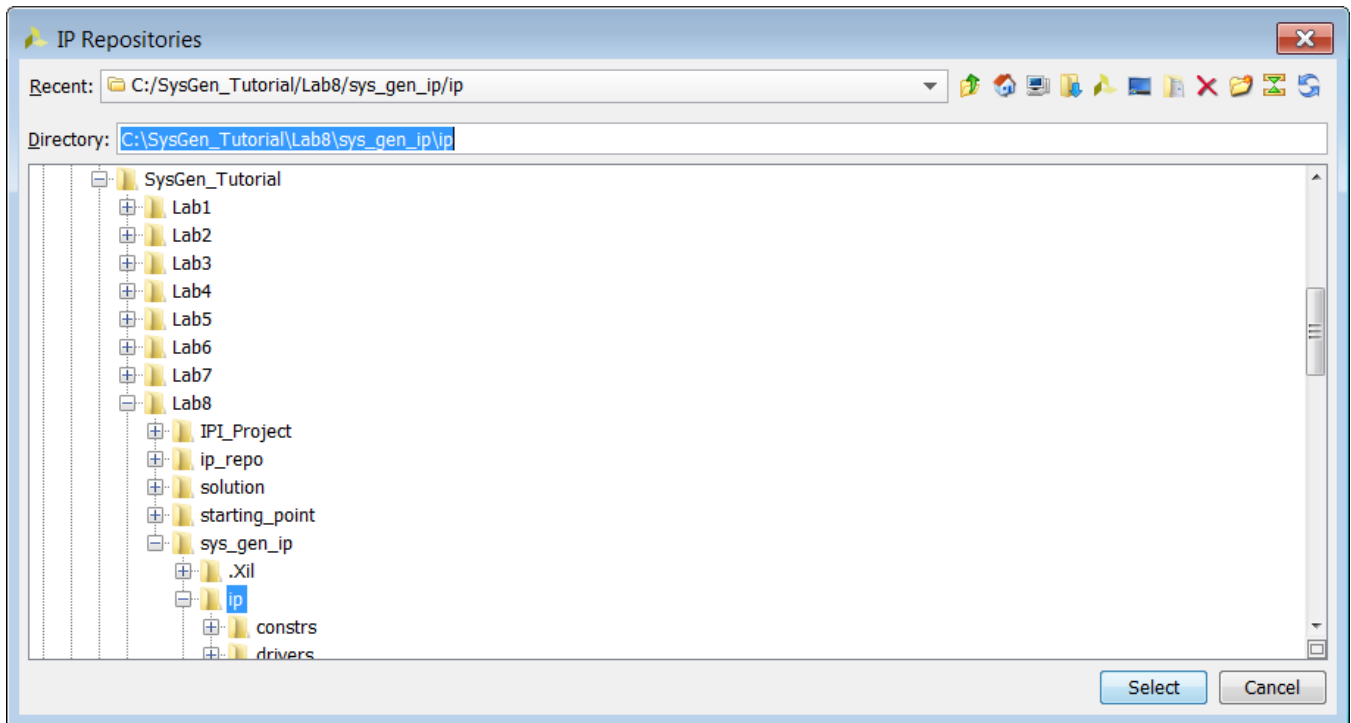 IP Repositories
Recent: C:/SysGen_Tutorial/Lab8/sys_gen_ip/ip
Directory: C:\SysGen_Tutorial\Lab8\sys_gen_ip\ip
SysGen_Tutorial
Lab1
Lab2
Lab3
Lab4
Lab5
Lab6
Lab7
Lab8
IPI_Project
ip_repo
solution
starting_point
sys_gen_ip
.Xil
ip
constrs
drivers
Select Cancel